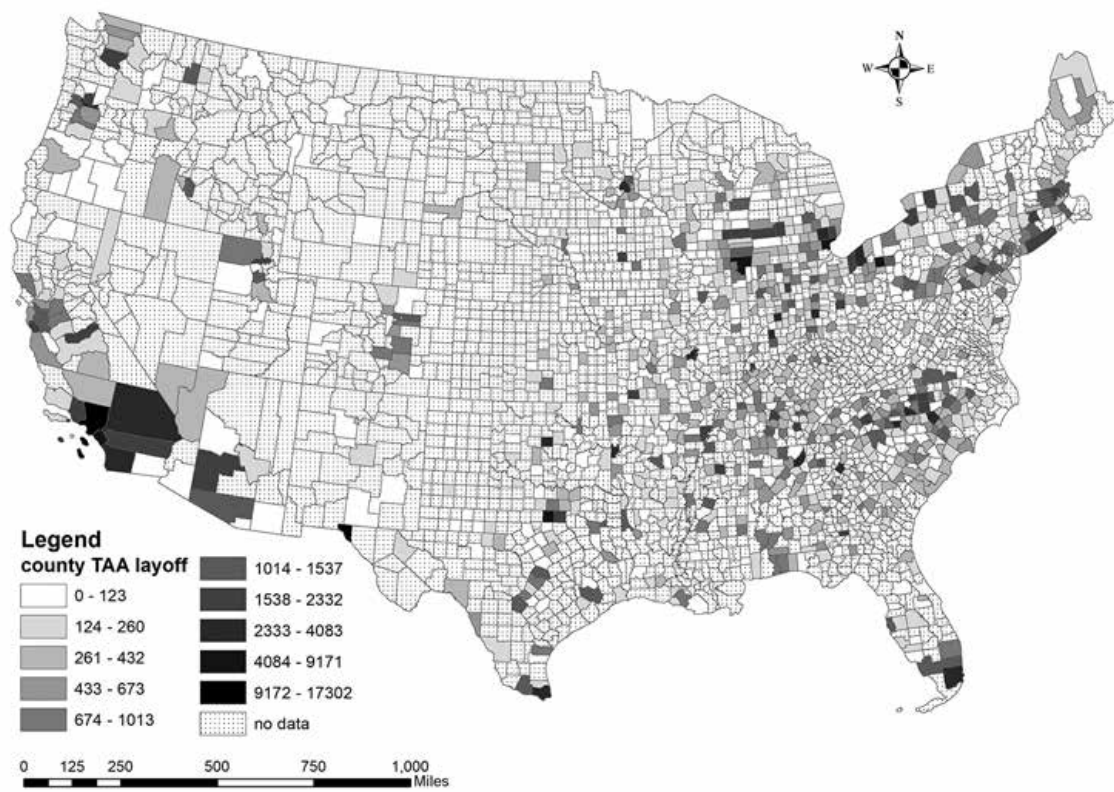 N
W E
S
Legend
county TAA layoff
0 - 123
124 - 260
261 - 432
433 - 673
674 - 1013
1014 - 1537
1538 - 2332
2333 - 4083
4084 - 9171
9172 - 17302
no data
0 125 250 500 750 1,000
Miles